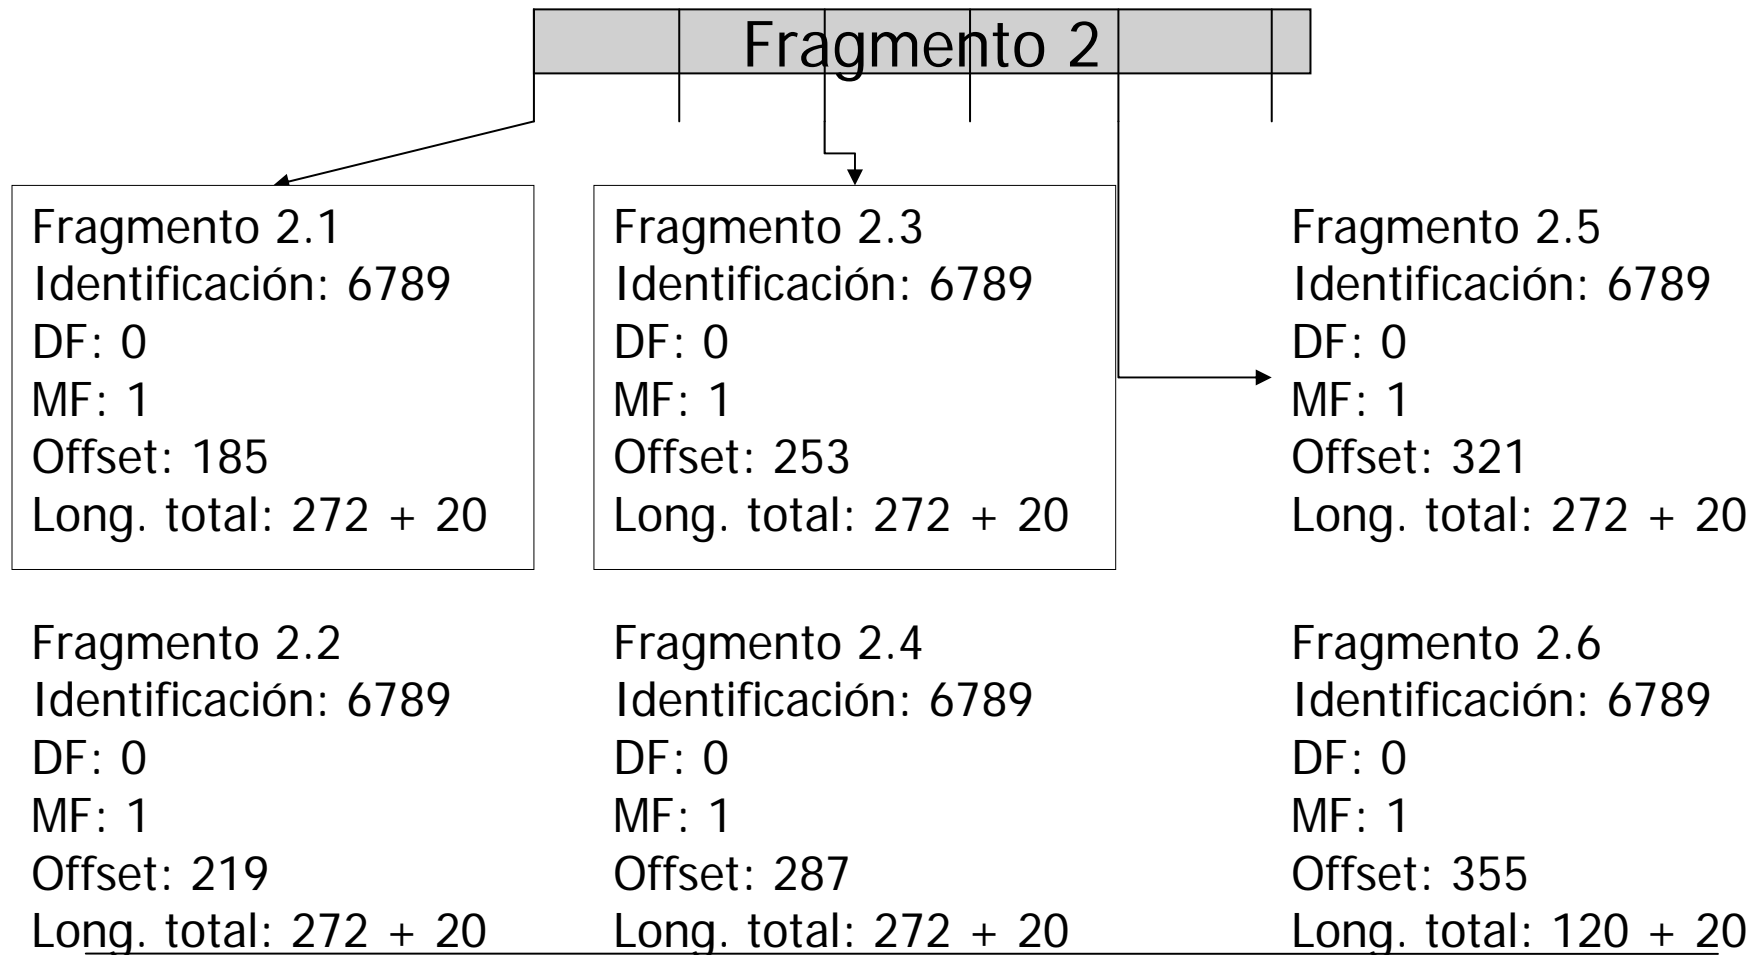 Fragmento 2
Fragmento 2.1
Identificación: 6789
DF: 0
MF: 1
Offset: 185
Long. total: 272 + 20
Fragmento 2.3
Identificación: 6789
DF: 0
MF: 1
Offset: 253
Long. total: 272 + 20
Fragmento 2.5
Identificación: 6789
DF: 0
MF: 1
Offset: 321
Long. total: 272 + 20
Fragmento 2.2
Identificación: 6789
DF: 0
MF: 1
Offset: 219
Long. total: 272 + 20
Fragmento 2.4
Identificación: 6789
DF: 0
MF: 1
Offset: 287
Long. total: 272 + 20
Fragmento 2.6
Identificación: 6789
DF: 0
MF: 1
Offset: 355
Long. total: 120 + 20